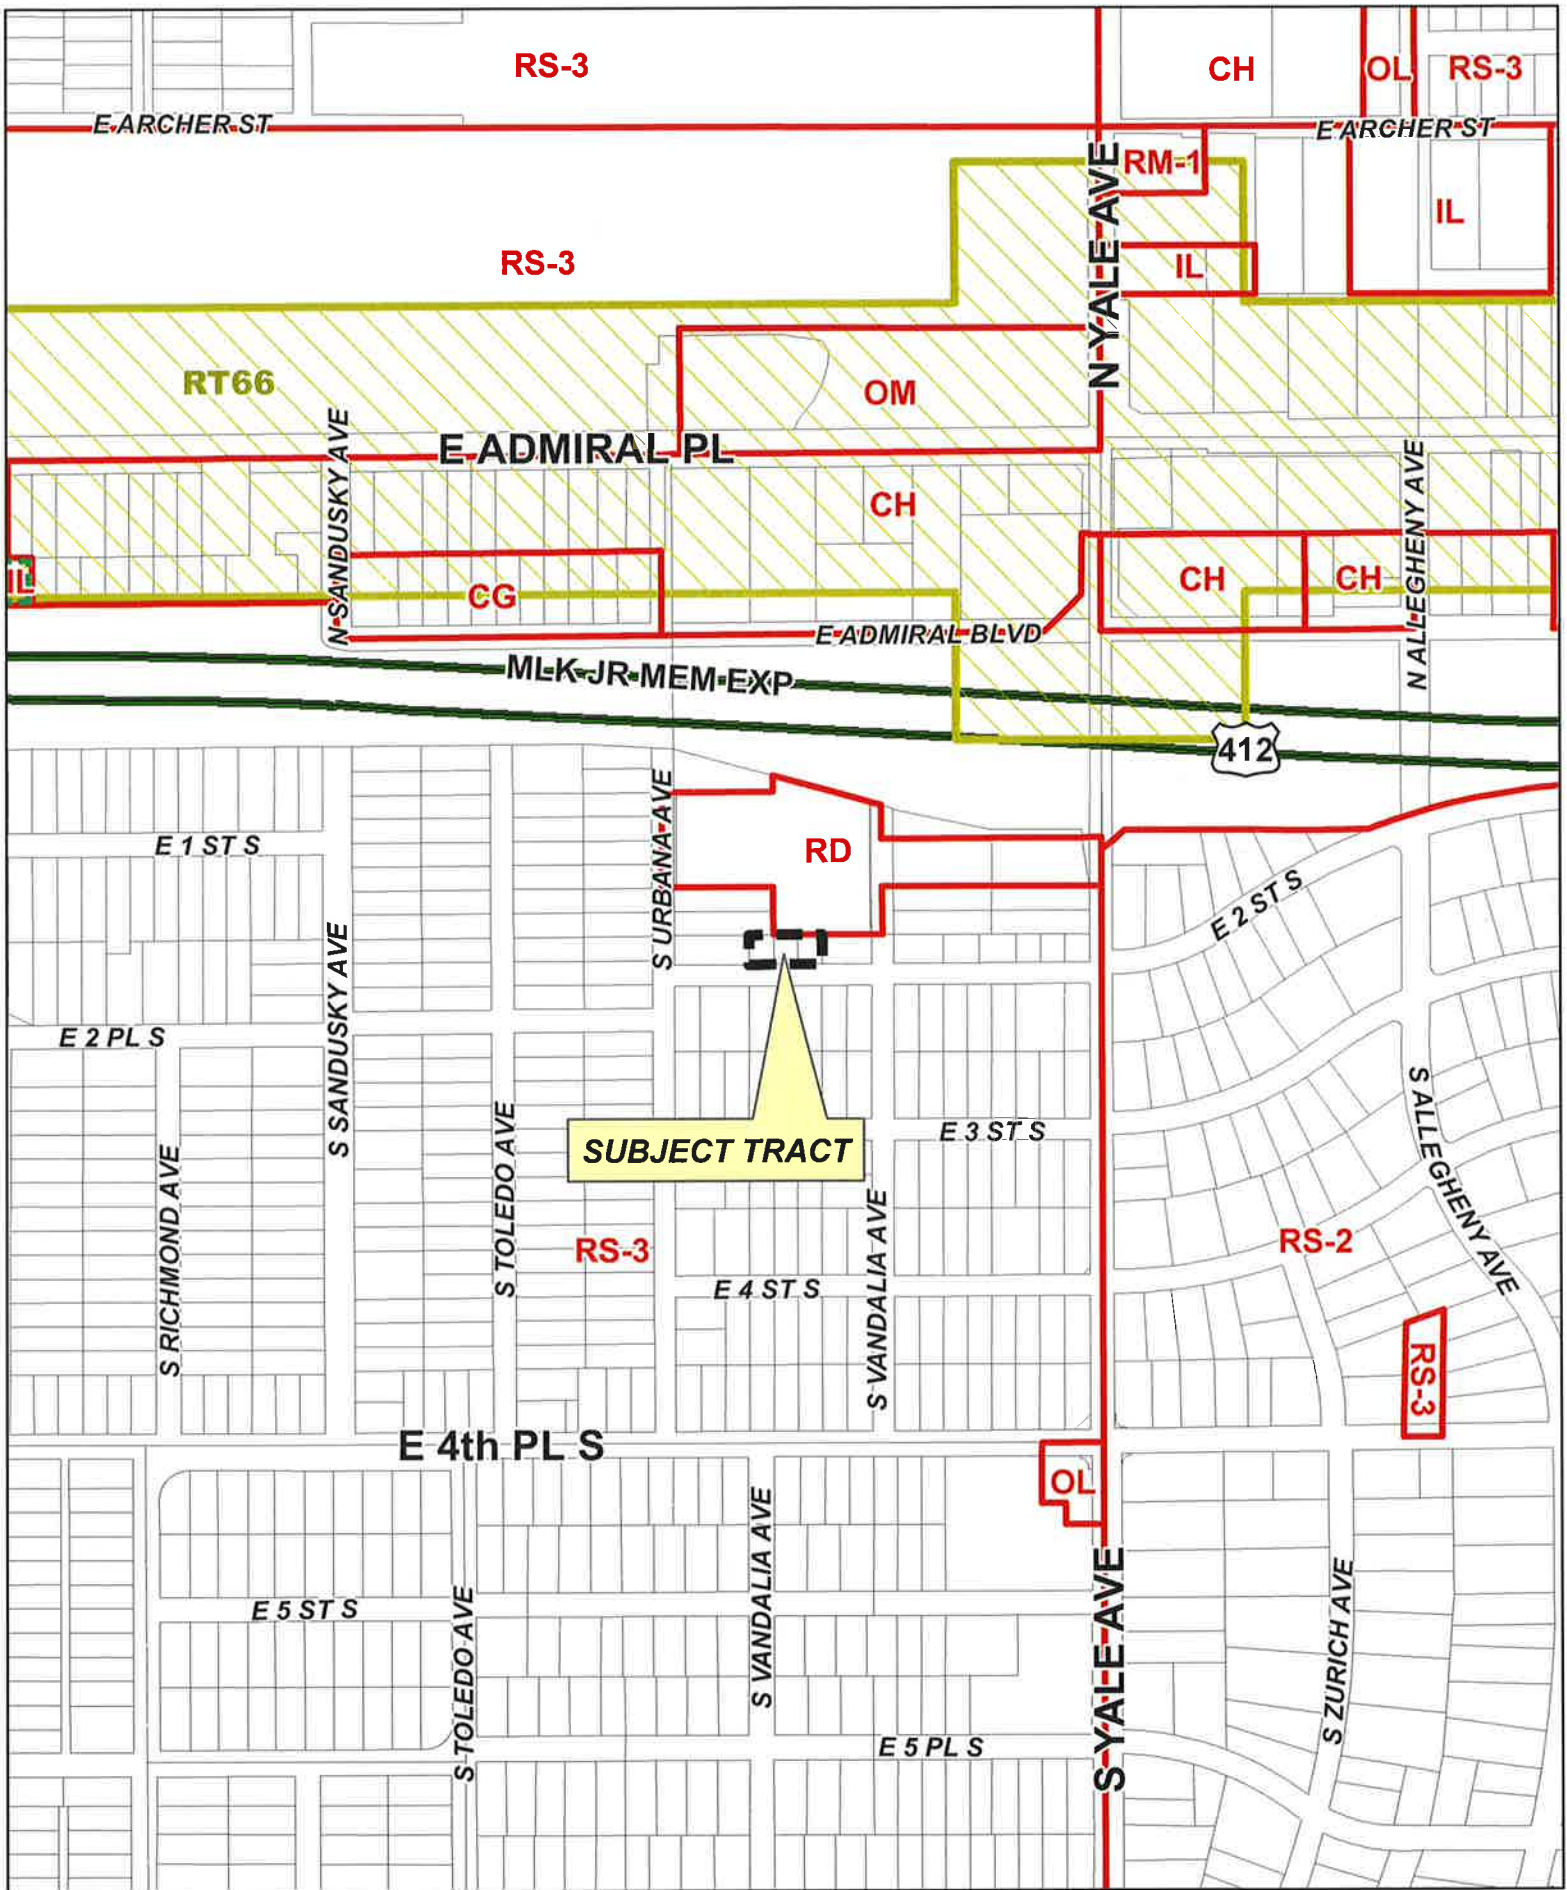 RS-3
CH
OL
RS-3
E ARCHER ST
E ARCHER ST
RM-1
N YALE AVE
IL
RS-3
IL
RT66
OM
N SANDUSKY AVE
E ADMIRAL PL
CH
N ALLEGHENY AVE
IL
CG
CH
CH
E ADMIRAL BLVD
MLK JR MEM EXP
412
S URBANA AVE
E 1 ST S
RD
E 2 ST S
S SANDUSKY AVE
E 2 PL S
S ALLEGHENY AVE
S TOLEDO AVE
E 3 ST S
SUBJECT TRACT
S RICHMOND AVE
S VANDALIA AVE
RS-3
RS-2
E 4 ST S
RS-3
E 4th PL S
OL
S VANDALIA AVE
S YALE AVE
S ZURICH AVE
E 5 ST S
S TOLEDO AVE
E 5 PL S